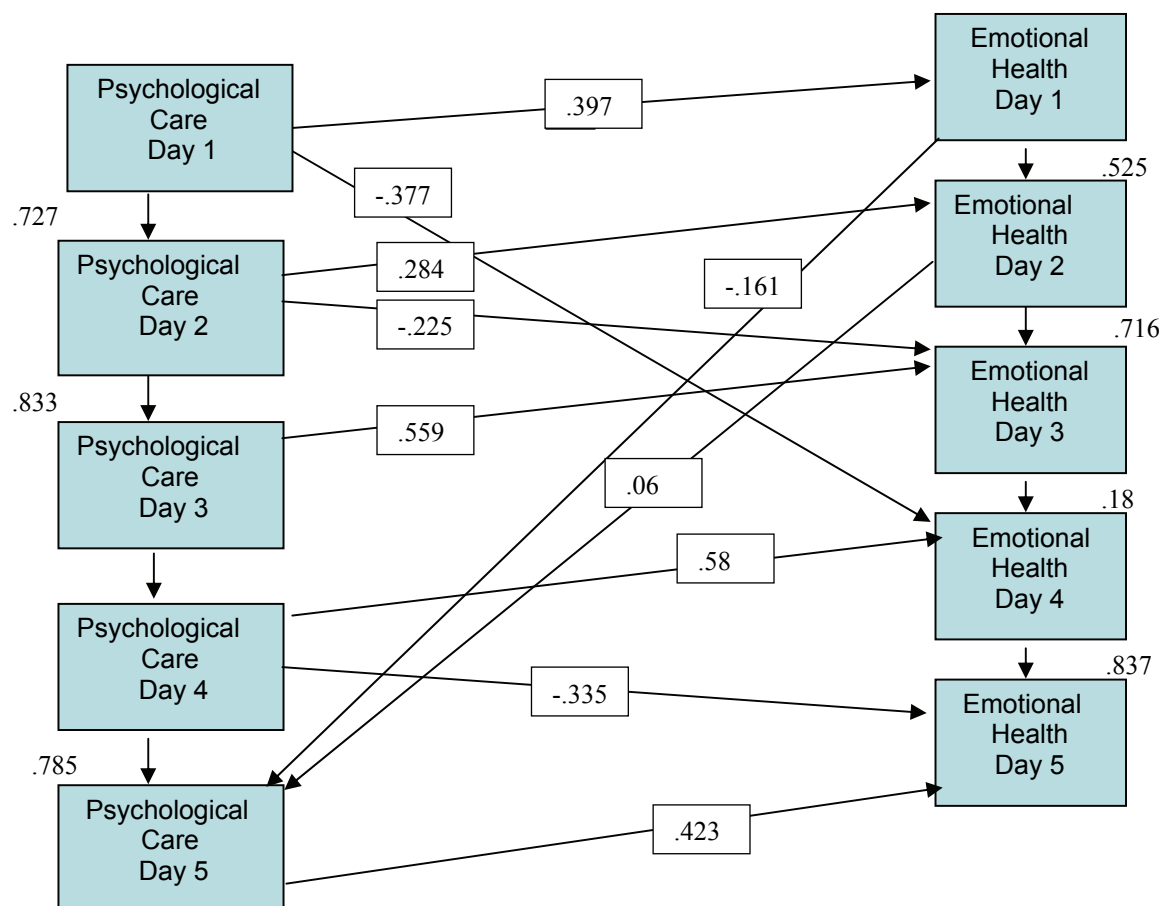 Psychological
Care
Day 1
.727
Psychological
Care
Day 2
.833
Psychological
Care
Day 3
Psychological
Care
Day 4
.785
Psychological
Care
Day 5
.397
-.377
.284
-.225
.559
-.161
.06
.58
-.335
.423
Emotional
Health
Day 1
.525
Emotional
Health
Day 2
.716
Emotional
Health
Day 3
.18
Emotional
Health
Day 4
.837
Emotional
Health
Day 5